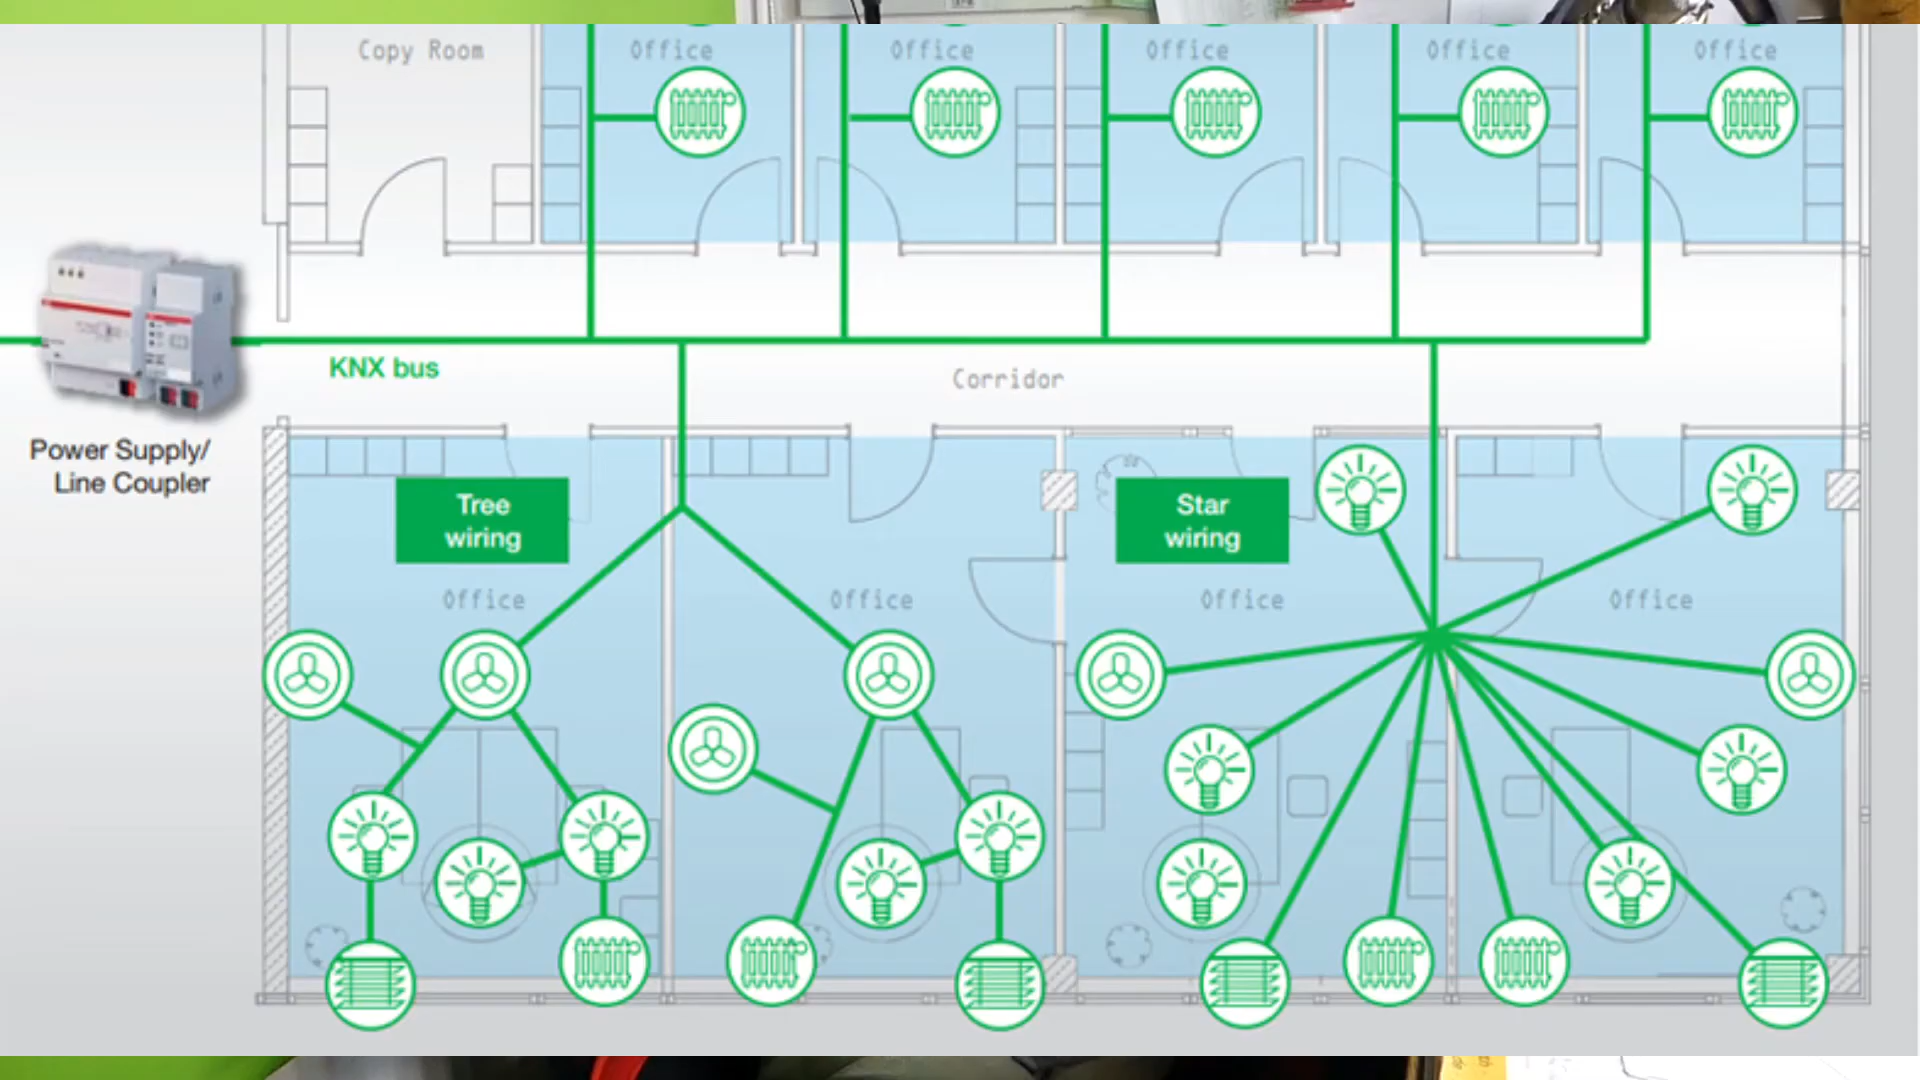 Copy Room
Office
Office
Office
Office
Office
KNX bus
Corridor
Power Supply/
Line Coupler
Tree
wiring
Star
wiring
Office
Office
Office
Office